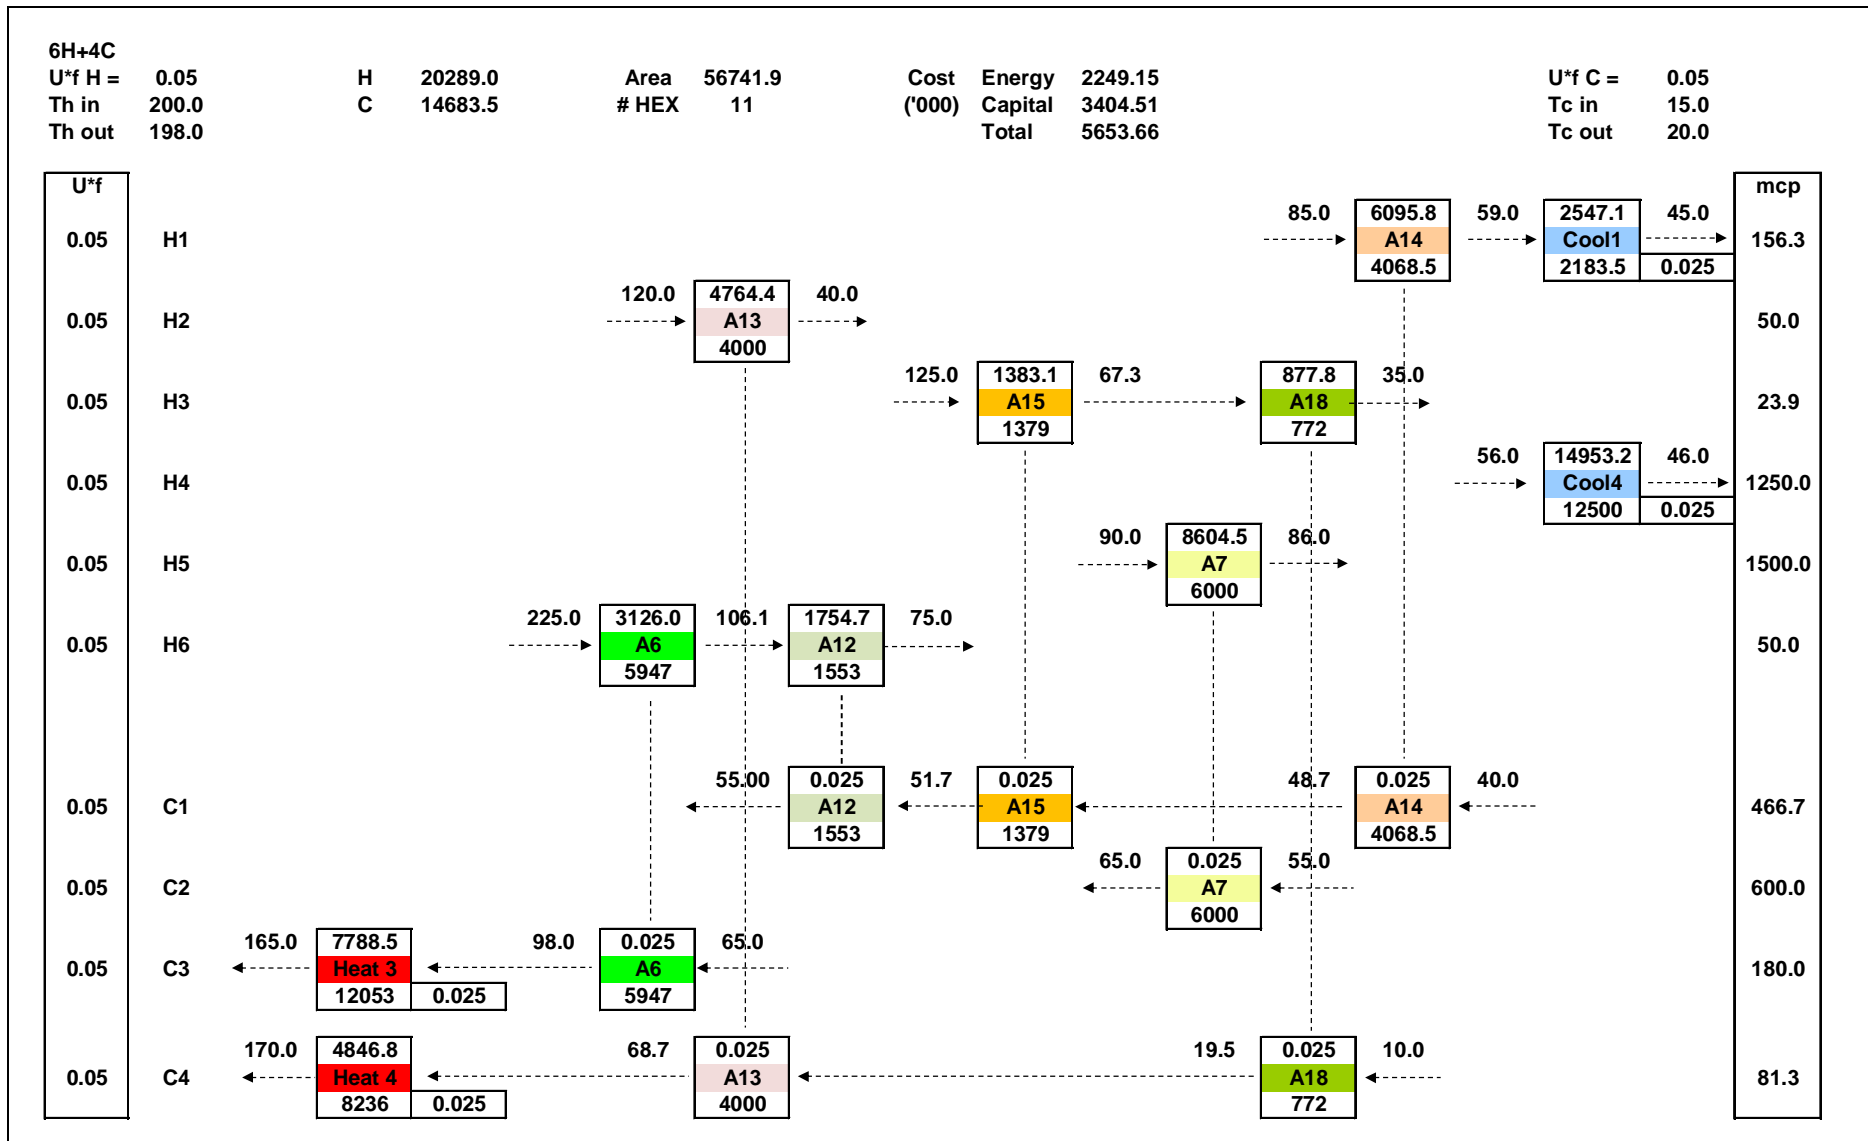 6H+4C
U*f H = 0.05 H 20289.0 Area 56741.9 Cost Energy 2249.15 U*f C = 0.05
Th in 200.0 C 14683.5 # HEX 11 ('000) Capital 3404.51 Tc in 15.0
Th out 198.0 Total 5653.66 Tc out 20.0
U*f mcp
85.0 6095.8 59.0 2547.1 45.0
0.05 H1 A14 Cool1 156.3
4068.5 2183.5 0.025
120.0 4764.4 40.0
0.05 H2 A13 50.0
4000
125.0 1383.1 67.3 877.8 35.0
0.05 H3 A15 A18 23.9
1379 772
56.0 14953.2 46.0
0.05 H4 Cool4 1250.0
12500 0.025
90.0 8604.5 86.0
0.05 H5 A7 1500.0
6000
225.0 3126.0 106.1 1754.7 75.0
0.05 H6 A6 A12 50.0
5947 1553
55.00 0.025 51.7 0.025 48.7 0.025 40.0
0.05 C1 A12 A15 A14 466.7
1553 1379 4068.5
65.0 0.025 55.0
0.05 C2 A7 600.0
6000
165.0 7788.5 98.0 0.025 65.0
0.05 C3 Heat 3 A6 180.0
12053 0.025 5947
170.0 4846.8 68.7 0.025 19.5 0.025 10.0
0.05 C4 Heat 4 A13 A18 81.3
8236 0.025 4000 772